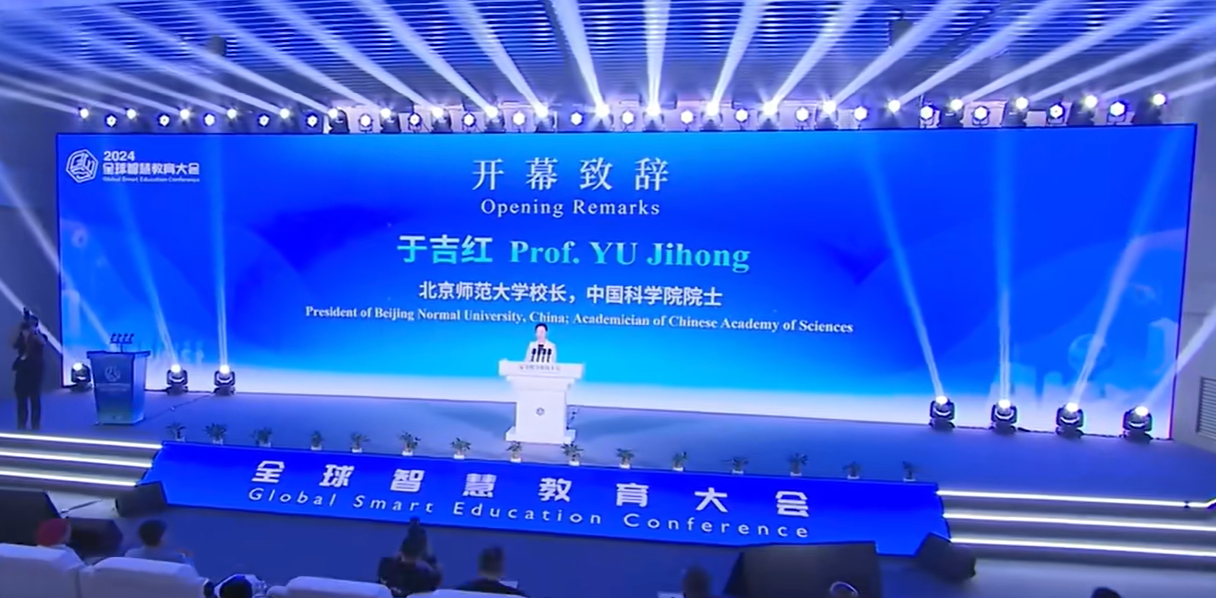 2024
全球智慧教育大会
Global Smart Education Conference
开幕致辞
Opening Remarks
于吉红 Prof. YU Jihong
北京师范大学校长，中国科学院院士
President of Beijing Normal University, China; Academician of Chinese Academy of Sciences
全球智慧教育大会
Global Smart Education Conference